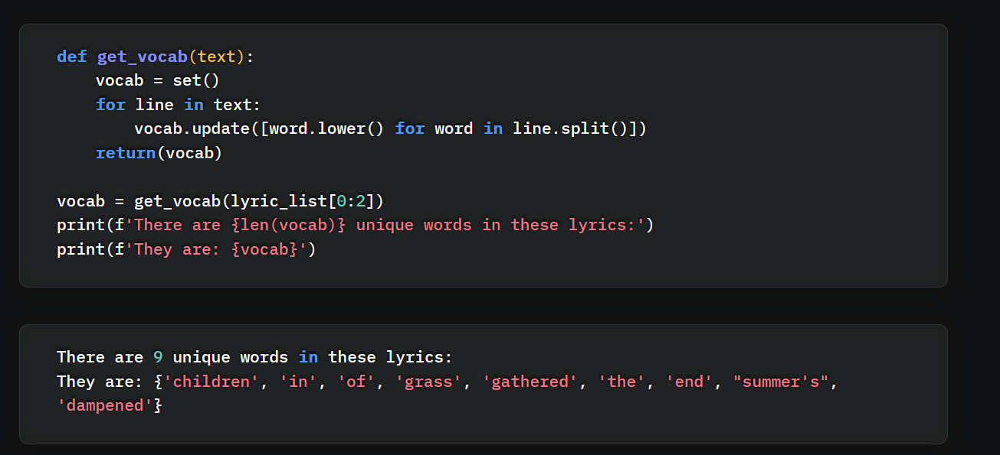 def get_vocab(text):
    vocab = set()
    for line in text:
        vocab.update([word.lower() for word in line.split()])
    return(vocab)

vocab = get_vocab(lyric_list[0:2])
print(f'There are {len(vocab)} unique words in these lyrics:')
print(f'They are: {vocab}')

There are 9 unique words in these lyrics:
They are: {'children', 'in', 'of', 'grass', 'gathered', 'the', 'end', "summer's",
'dampened'}